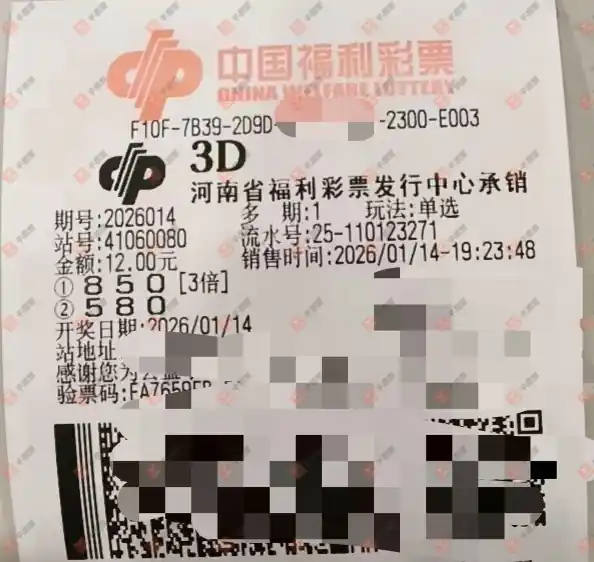 中国福利彩票
CHINA WELFARE LOTTERY
F10F-7B39-2D9D- -2300-E003
3D
河南省福利彩票发行中心承销
期号:2026014 多 期:1 玩法:单选
站号:41060080 流水号:25-110123271
金额:12.00元 销售时间:2026/01/14-19:23:48
① 8 5 0 [3倍]
② 5 8 0
开奖日期:2026/01/14
站地址
感谢您为
验票码:EA7659